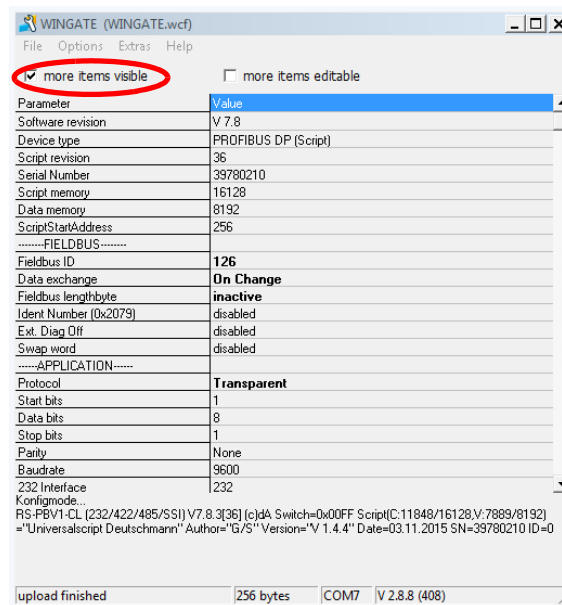 WINGATE (WINGATE.wcf)
File Options Extras Help
more items visible more items editable
Parameter Value
Software revision V 7.8
Device type PROFIBUS DP (Script)
Script revision 36
Serial Number 39780210
Script memory 16128
Data memory 8192
ScriptStartAddress 256
--------FIELDBUS--------
Fieldbus ID 126
Data exchange On Change
Fieldbus lengthbyte inactive
Ident Number (0x2079) disabled
Ext. Diag Off disabled
Swap word disabled
------APPLICATION------
Protocol Transparent
Start bits 1
Data bits 8
Stop bits 1
Parity None
Baudrate 9600
232 Interface 232
Konfigmode...
RS-PBV1-CL (232/422/485/SSI) V7.8.3[36] (c)dA Switch=0x00FF Script(C:11848/16128,V:7889/8192)
="Universalscript Deutschmann" Author="G/S" Version="V 1.4.4" Date=03.11.2015 SN=39780210 ID=0
upload finished 256 bytes COM7 V 2.8.8 (408)